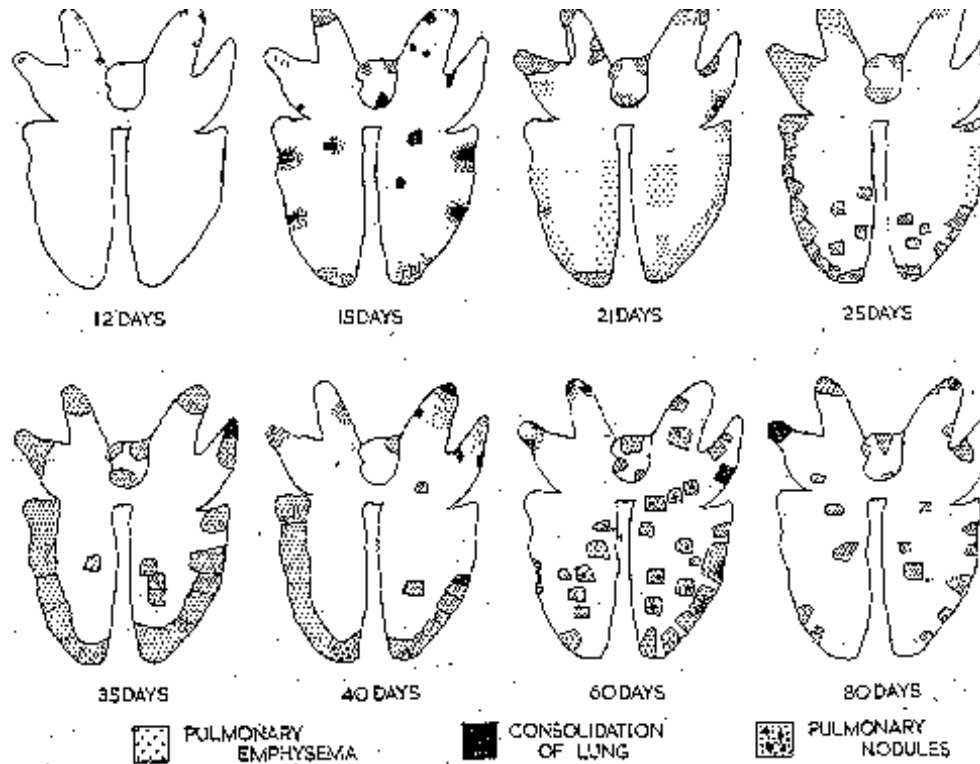 12 DAYS
15 DAYS
21 DAYS
25 DAYS
35 DAYS
40 DAYS
60 DAYS
80 DAYS
PULMONARY
EMPHYSEMA
CONSOLIDATION
OF LUNG
PULMONARY
NODULES